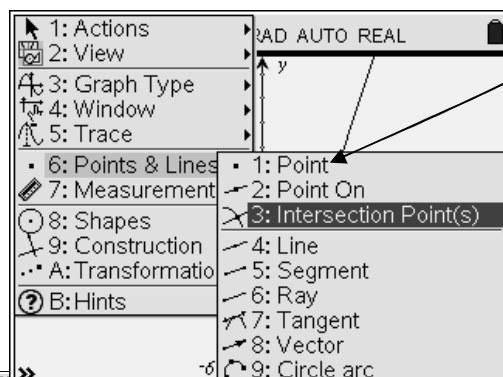 1: Actions
2: View
3: Graph Type
4: Window
5: Trace
6: Points & Lines
7: Measurement
8: Shapes
9: Construction
A: Transformatio
B: Hints
RAD AUTO REAL
y
1: Point
2: Point On
3: Intersection Point(s)
4: Line
5: Segment
6: Ray
7: Tangent
8: Vector
9: Circle arc
-6